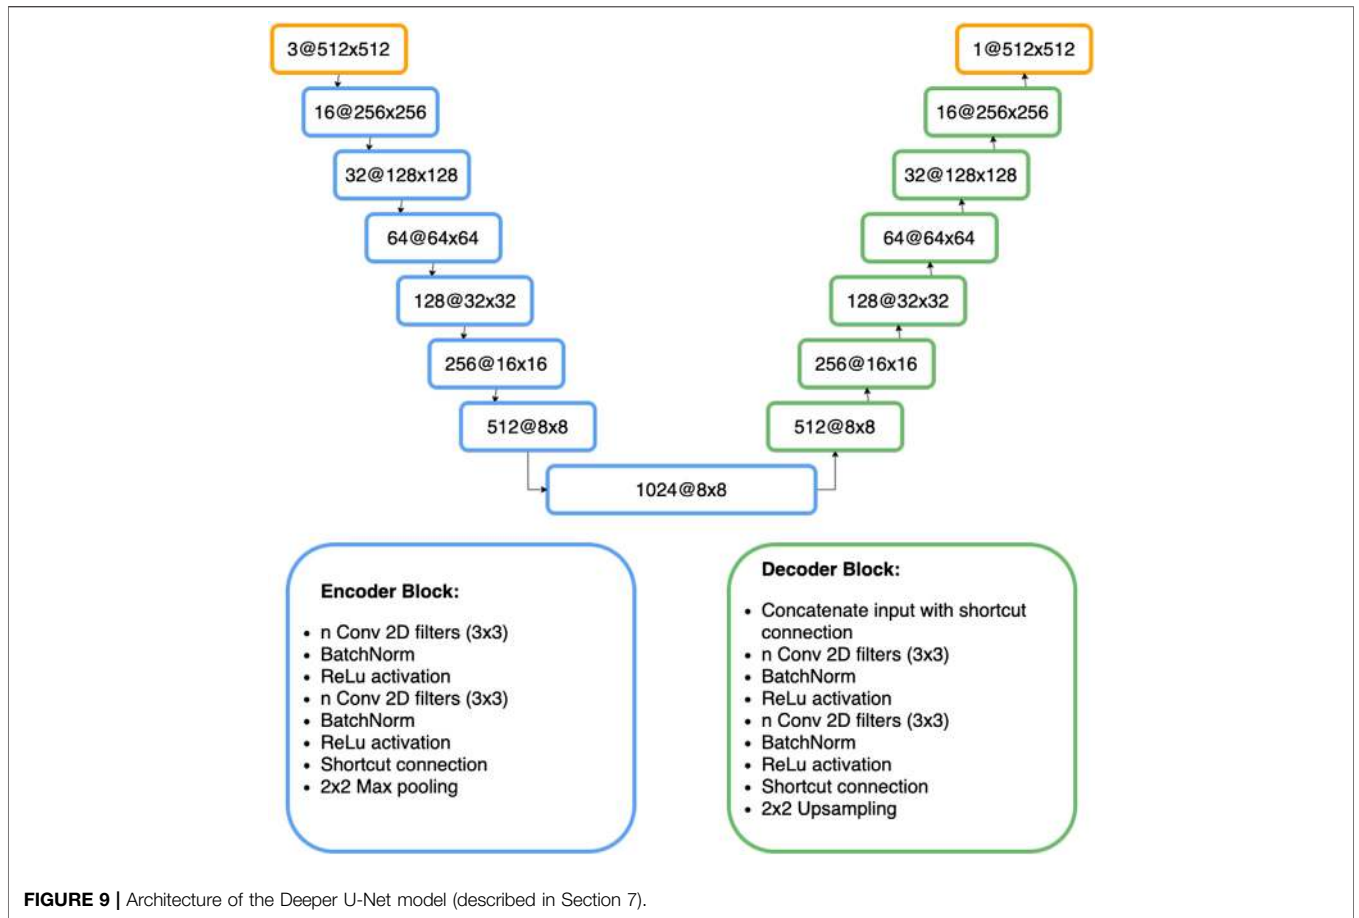 3@512x512
16@256x256
32@128x128
64@64x64
128@32x32
256@16x16
512@8x8
1024@8x8
512@8x8
256@16x16
128@32x32
64@64x64
32@128x128
16@256x256
1@512x512
Encoder Block:
• n Conv 2D filters (3x3)
• BatchNorm
• ReLu activation
• n Conv 2D filters (3x3)
• BatchNorm
• ReLu activation
• Shortcut connection
• 2x2 Max pooling
Decoder Block:
• Concatenate input with shortcut
connection
• n Conv 2D filters (3x3)
• BatchNorm
• ReLu activation
• n Conv 2D filters (3x3)
• BatchNorm
• ReLu activation
• Shortcut connection
• 2x2 Upsampling
FIGURE 9 | Architecture of the Deeper U-Net model (described in Section 7).